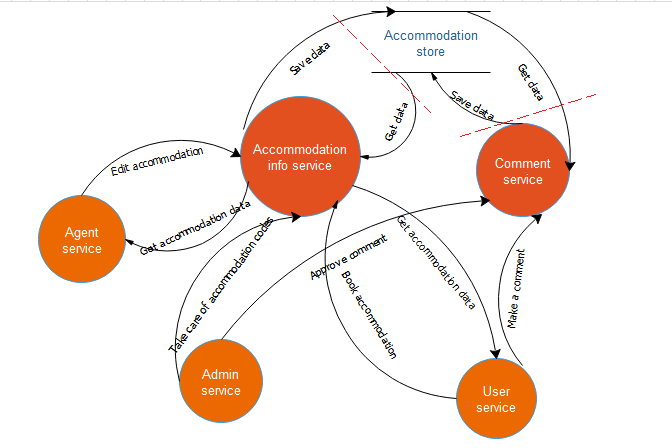 Accommodation
store
Save data
Get data
Get data
Save data
Accommodation
info service
Comment
service
Edit accommodation
Get accommodation data
Agent
service
Take care of accommodation codes
Approve comment
Get accommodation data
Book accommodation
Make a comment
Admin
service
User
service